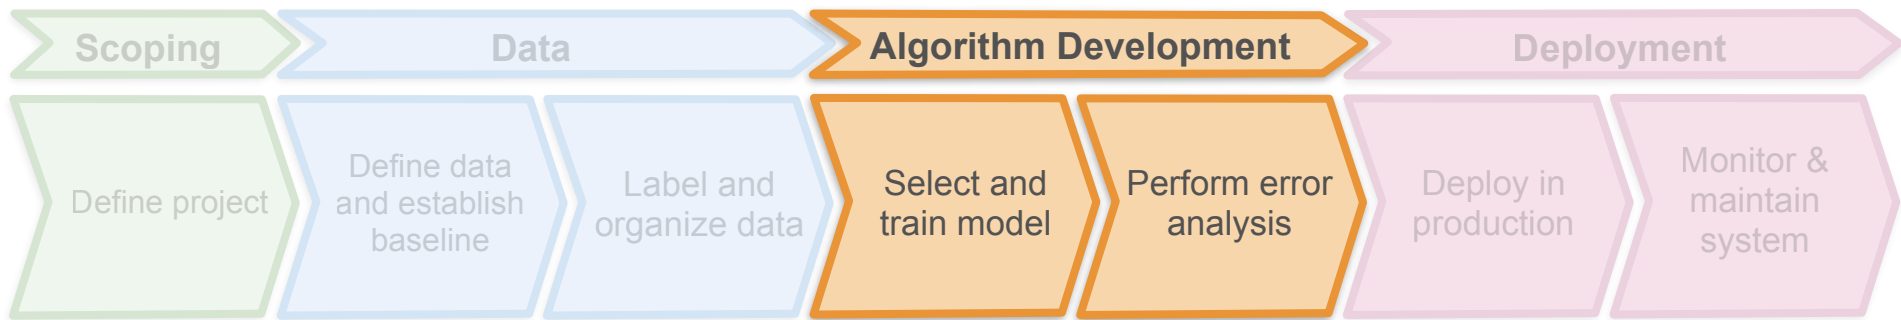 Scoping
Data
Algorithm Development
Deployment
Define project
Define data
and establish
baseline
Label and
organize data
Select and
train model
Perform error
analysis
Deploy in
production
Monitor &
maintain
system